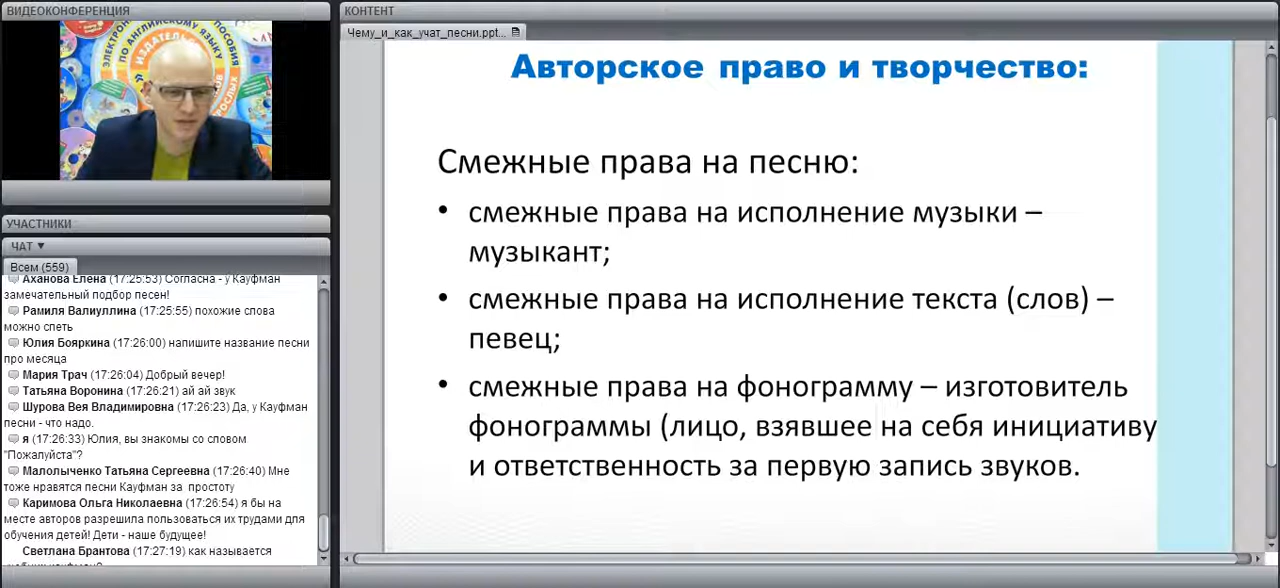 ВИДЕОКОНФЕРЕНЦИЯ
ЭЛЕКТРОН
ПО АНГЛИЙСКОМУ ЯЗЫКУ
ПОСОБИЯ
ИЗДАТЕЛЬ
УЧАСТНИКИ
ЧАТ
Всем (559)
Аханова Елена (17:25:53) Согласна - у Кауфман
замечательный подбор песен!
Рамиля Валиуллина (17:25:55) похожие слова
можно спеть
Юлия Бояркина (17:26:00) напишите название песни
про месяца
Мария Трач (17:26:04) Добрый вечер!
Татьяна Воронина (17:26:21) ай ай звук
Шурова Вея Владимировна (17:26:23) Да, у Кауфман
песни - что надо.
я (17:26:33) Юлия, вы знакомы со словом
"Пожалуйста"?
Малолыченко Татьяна Сергеевна (17:26:40) Мне
тоже нравятся песни Кауфман за простоту
Каримова Ольга Николаевна (17:26:54) я бы на
месте авторов разрешила пользоваться их трудами для
обучения детей! Дети - наше будущее!
Светлана Брантова (17:27:19) как называется
КОНТЕНТ
Чему_и_как_учат_песни.ppt...
Авторское право и творчество:
Смежные права на песню:
• смежные права на исполнение музыки –
музыкант;
• смежные права на исполнение текста (слов) –
певец;
• смежные права на фонограмму – изготовитель
фонограммы (лицо, взявшее на себя инициативу
и ответственность за первую запись звуков.